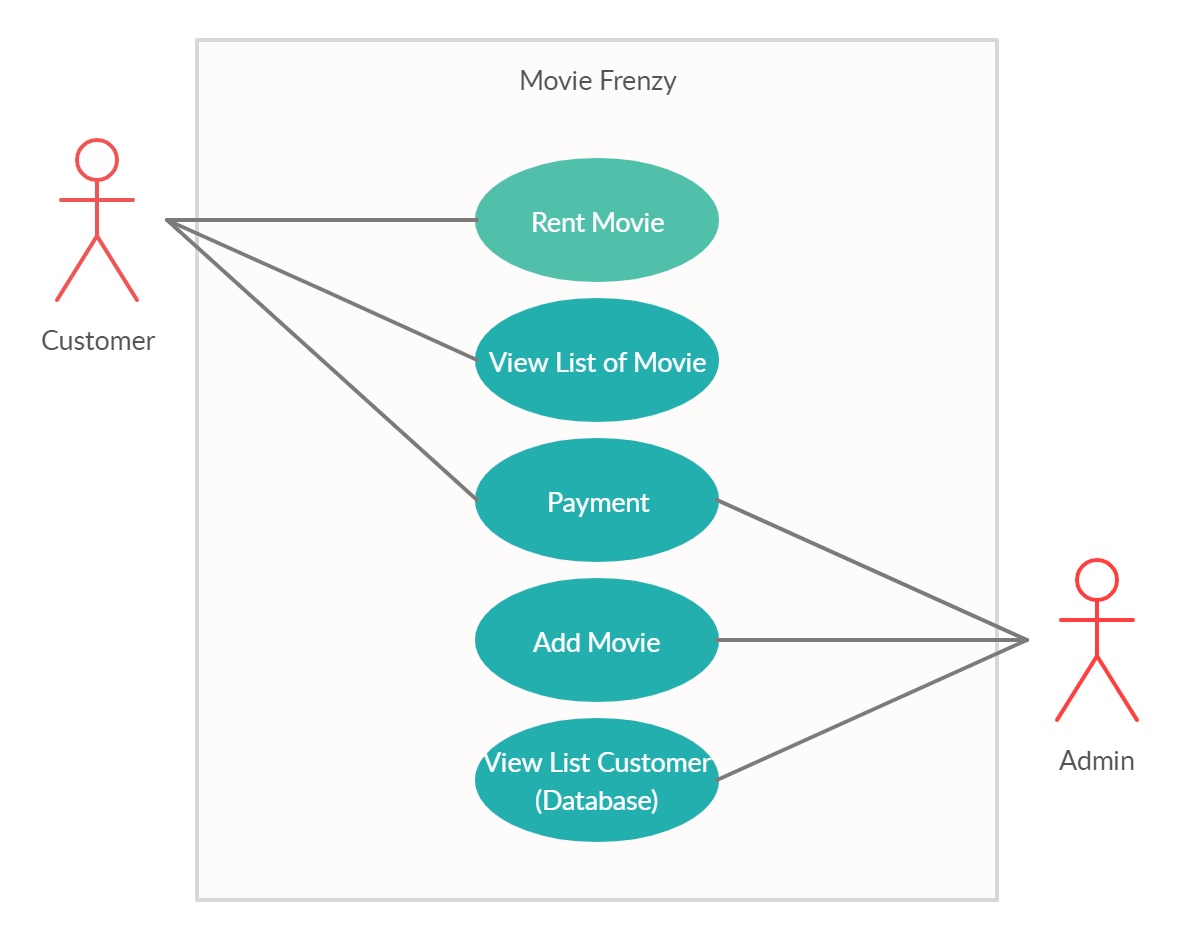 Movie Frenzy
Rent Movie
Customer
View List of Movie
Payment
Add Movie
Admin
View List Customer
(Database)